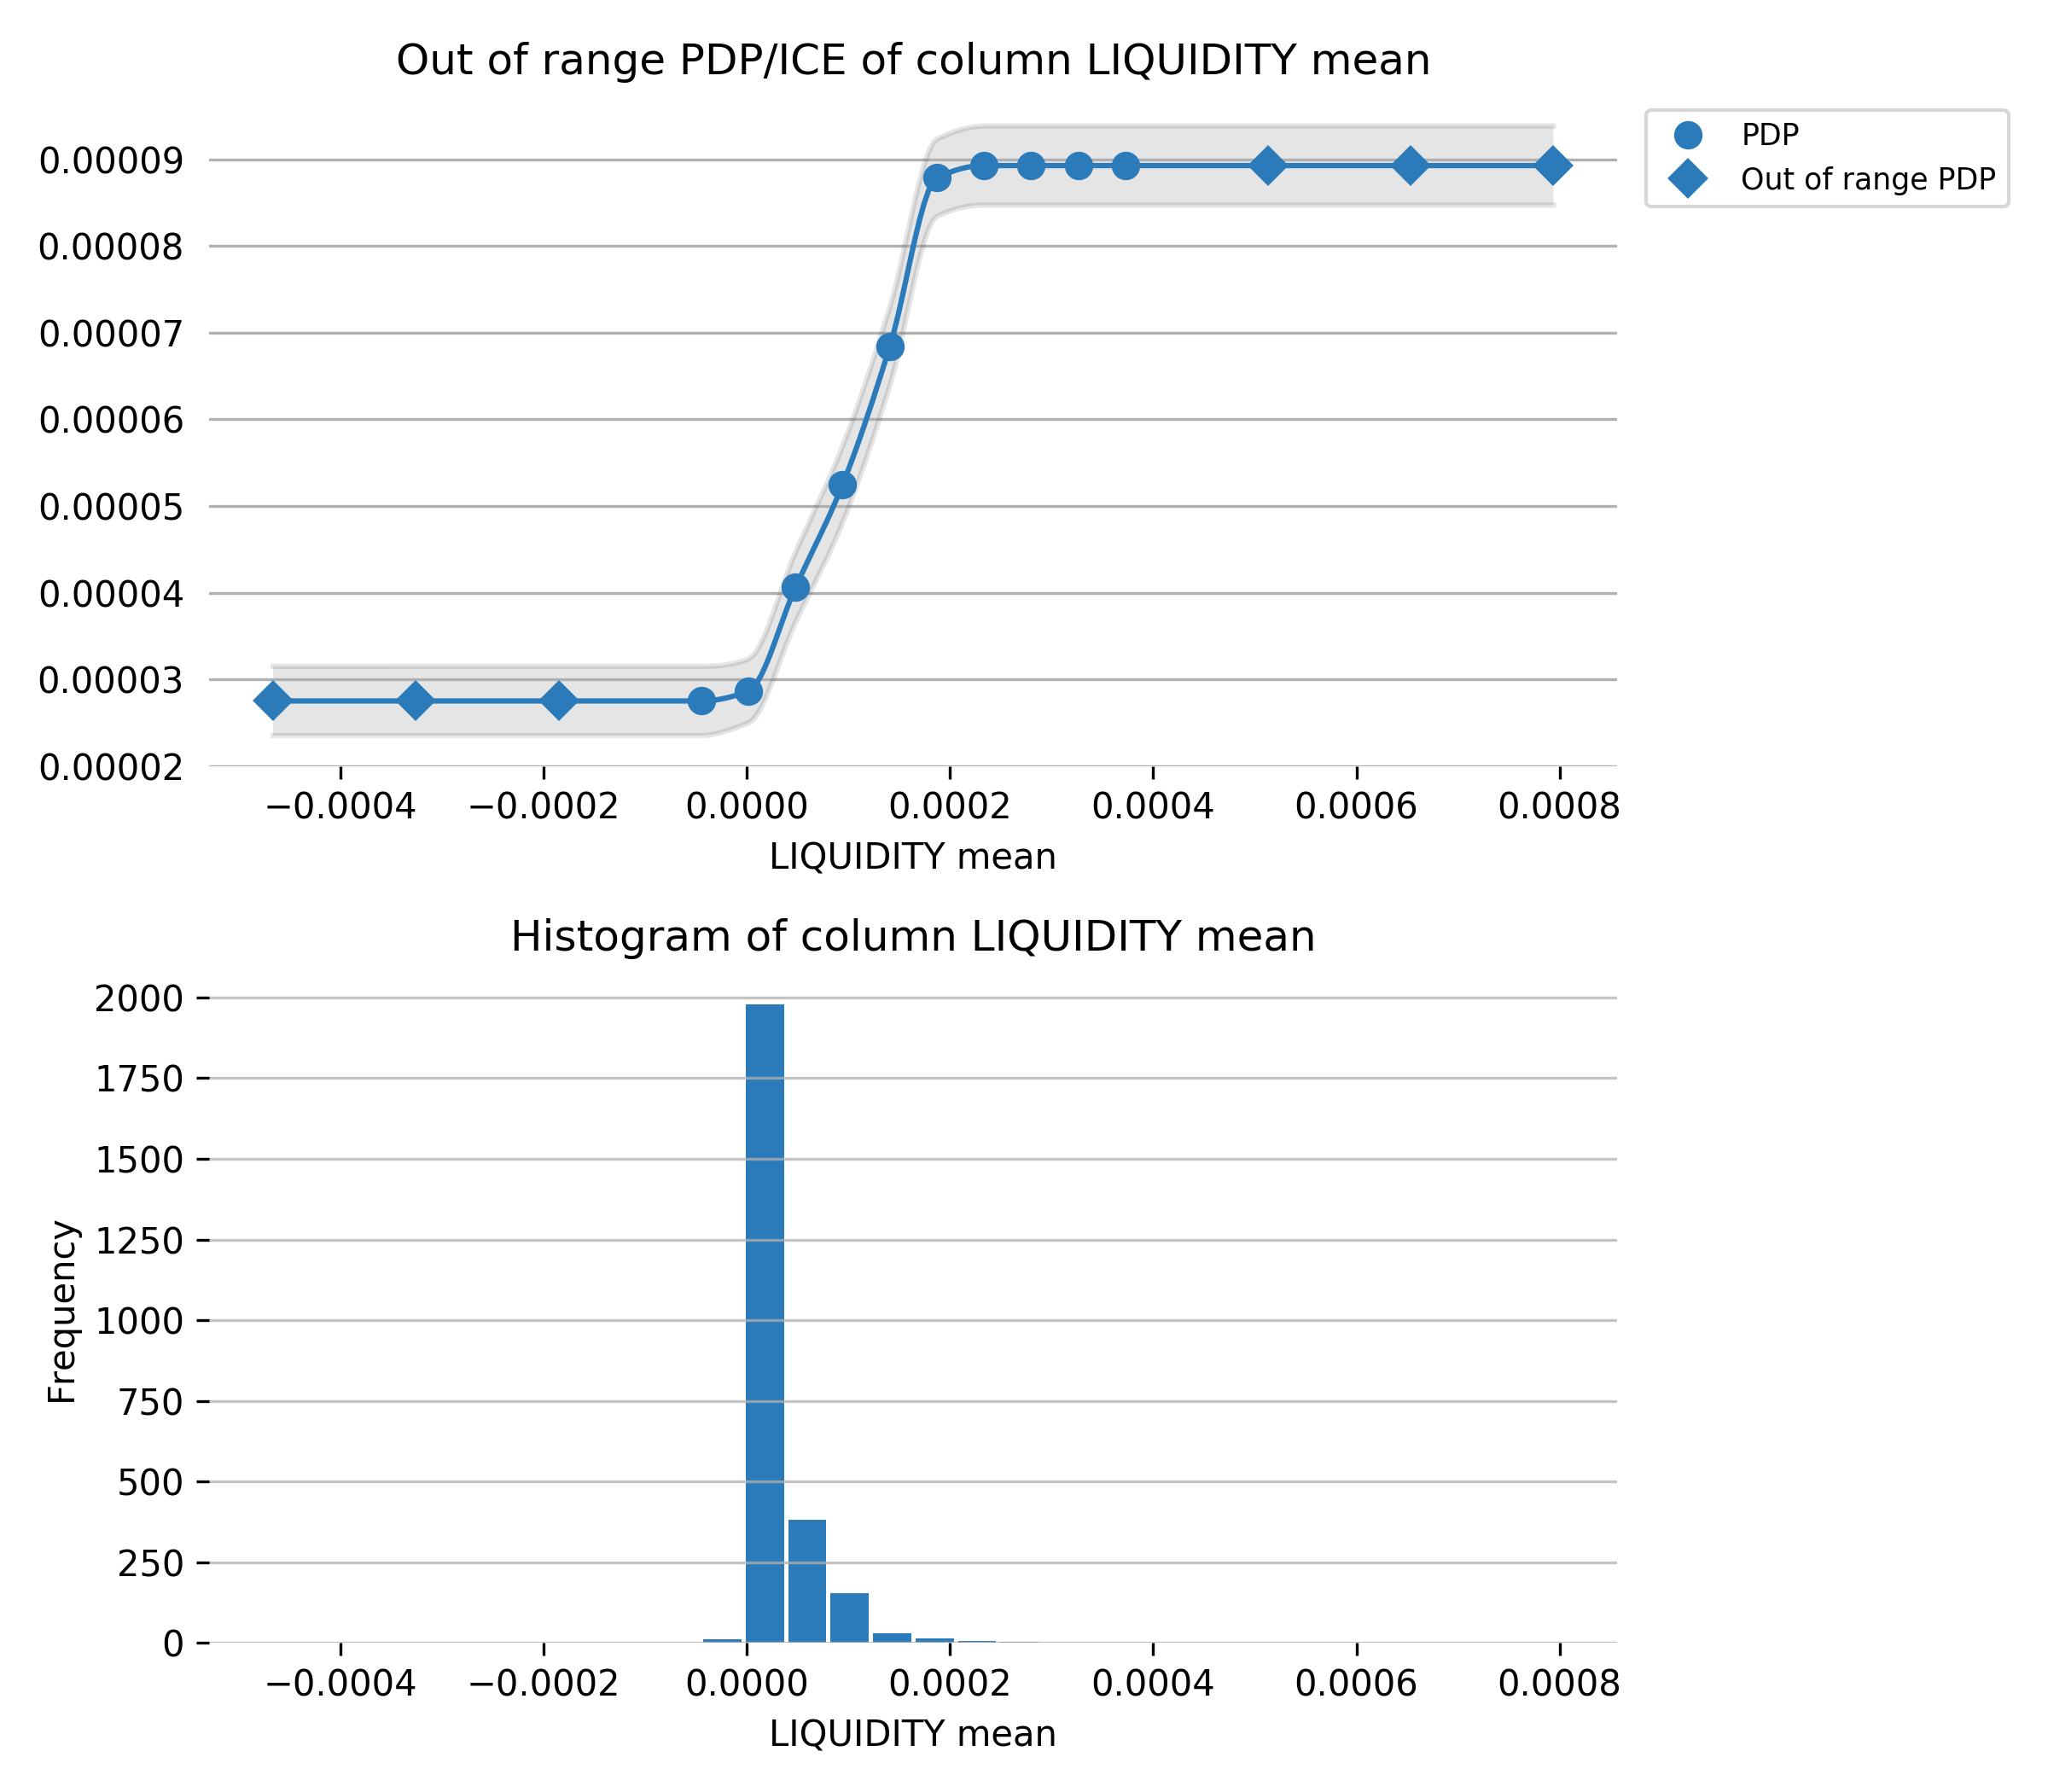 Out of range PDP/ICE of column LIQUIDITY mean
PDP
Out of range PDP
0.00009
0.00008
0.00007
0.00006
0.00005
0.00004
0.00003
0.00002
−0.0004 −0.0002 0.0000 0.0002 0.0004 0.0006 0.0008
LIQUIDITY mean
Histogram of column LIQUIDITY mean
2000
1750
1500
1250
1000
750
500
250
0
Frequency
−0.0004 −0.0002 0.0000 0.0002 0.0004 0.0006 0.0008
LIQUIDITY mean